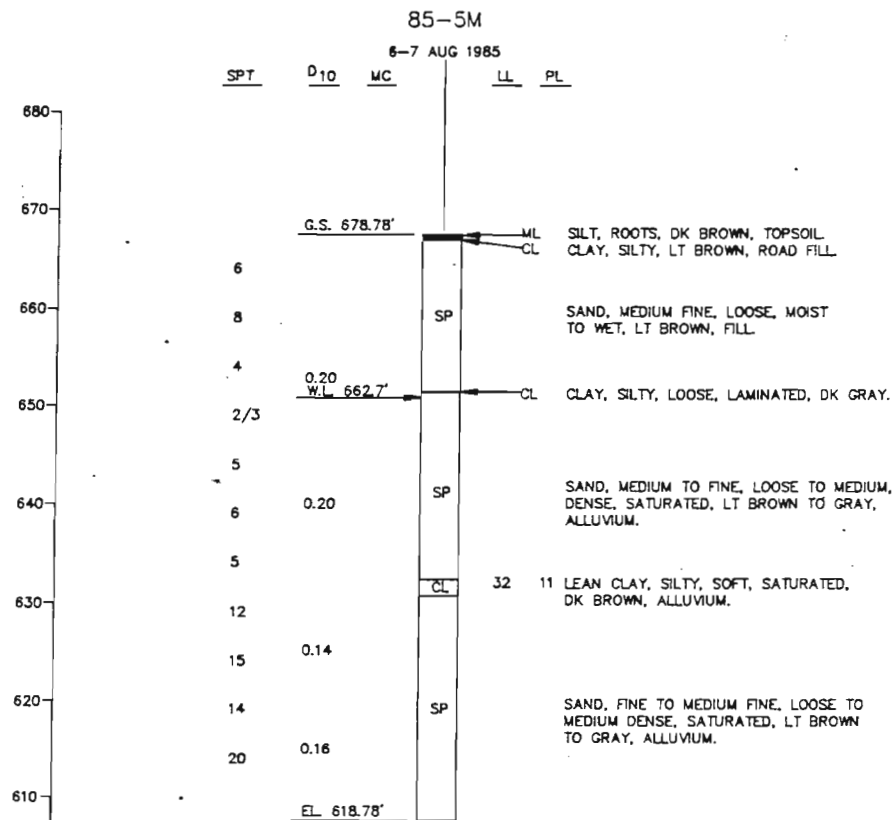 85-5M
6-7 AUG 1985
SPT D10 MC LL PL
680
670
G.S. 678.78'
ML SILT, ROOTS, DK BROWN, TOPSOIL
CL CLAY, SILTY, LT BROWN, ROAD FILL
6
660
8
SP
SAND, MEDIUM FINE, LOOSE, MOIST
TO WET, LT BROWN, FILL
4
0.20
W.L. 662.7'
CL CLAY, SILTY, LOOSE, LAMINATED, DK GRAY.
650
2/3
5
SP
SAND, MEDIUM TO FINE, LOOSE TO MEDIUM,
DENSE, SATURATED, LT BROWN TO GRAY,
ALLUVIUM.
640
0.20
6
5
CL
32 11 LEAN CLAY, SILTY, SOFT, SATURATED,
DK BROWN, ALLUVIUM.
630
12
0.14
15
620
14
SP
SAND, FINE TO MEDIUM FINE, LOOSE TO
MEDIUM DENSE, SATURATED, LT BROWN
TO GRAY, ALLUVIUM.
0.16
20
610
EL 618.78'